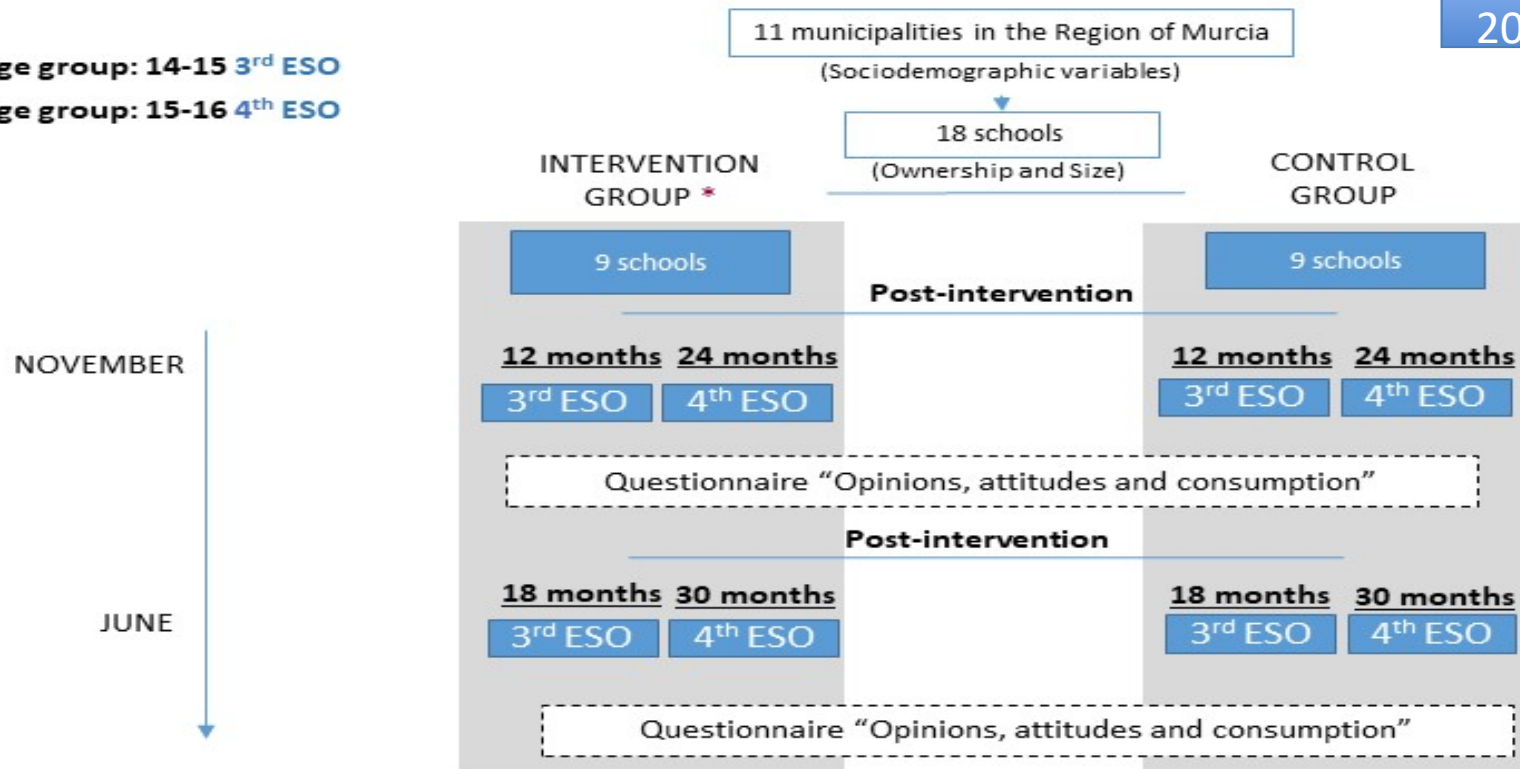 11 municipalities in the Region of Murcia
20
(Sociodemographic variables)
ge group: 14-15 3rd ESO
ge group: 15-16 4th ESO
18 schools
(Ownership and Size)
INTERVENTION
GROUP *
CONTROL
GROUP
9 schools
9 schools
Post-intervention
NOVEMBER
12 months 24 months
12 months 24 months
3rd ESO 4th ESO
3rd ESO 4th ESO
Questionnaire “Opinions, attitudes and consumption”
Post-intervention
JUNE
18 months 30 months
18 months 30 months
3rd ESO 4th ESO
3rd ESO 4th ESO
Questionnaire “Opinions, attitudes and consumption”